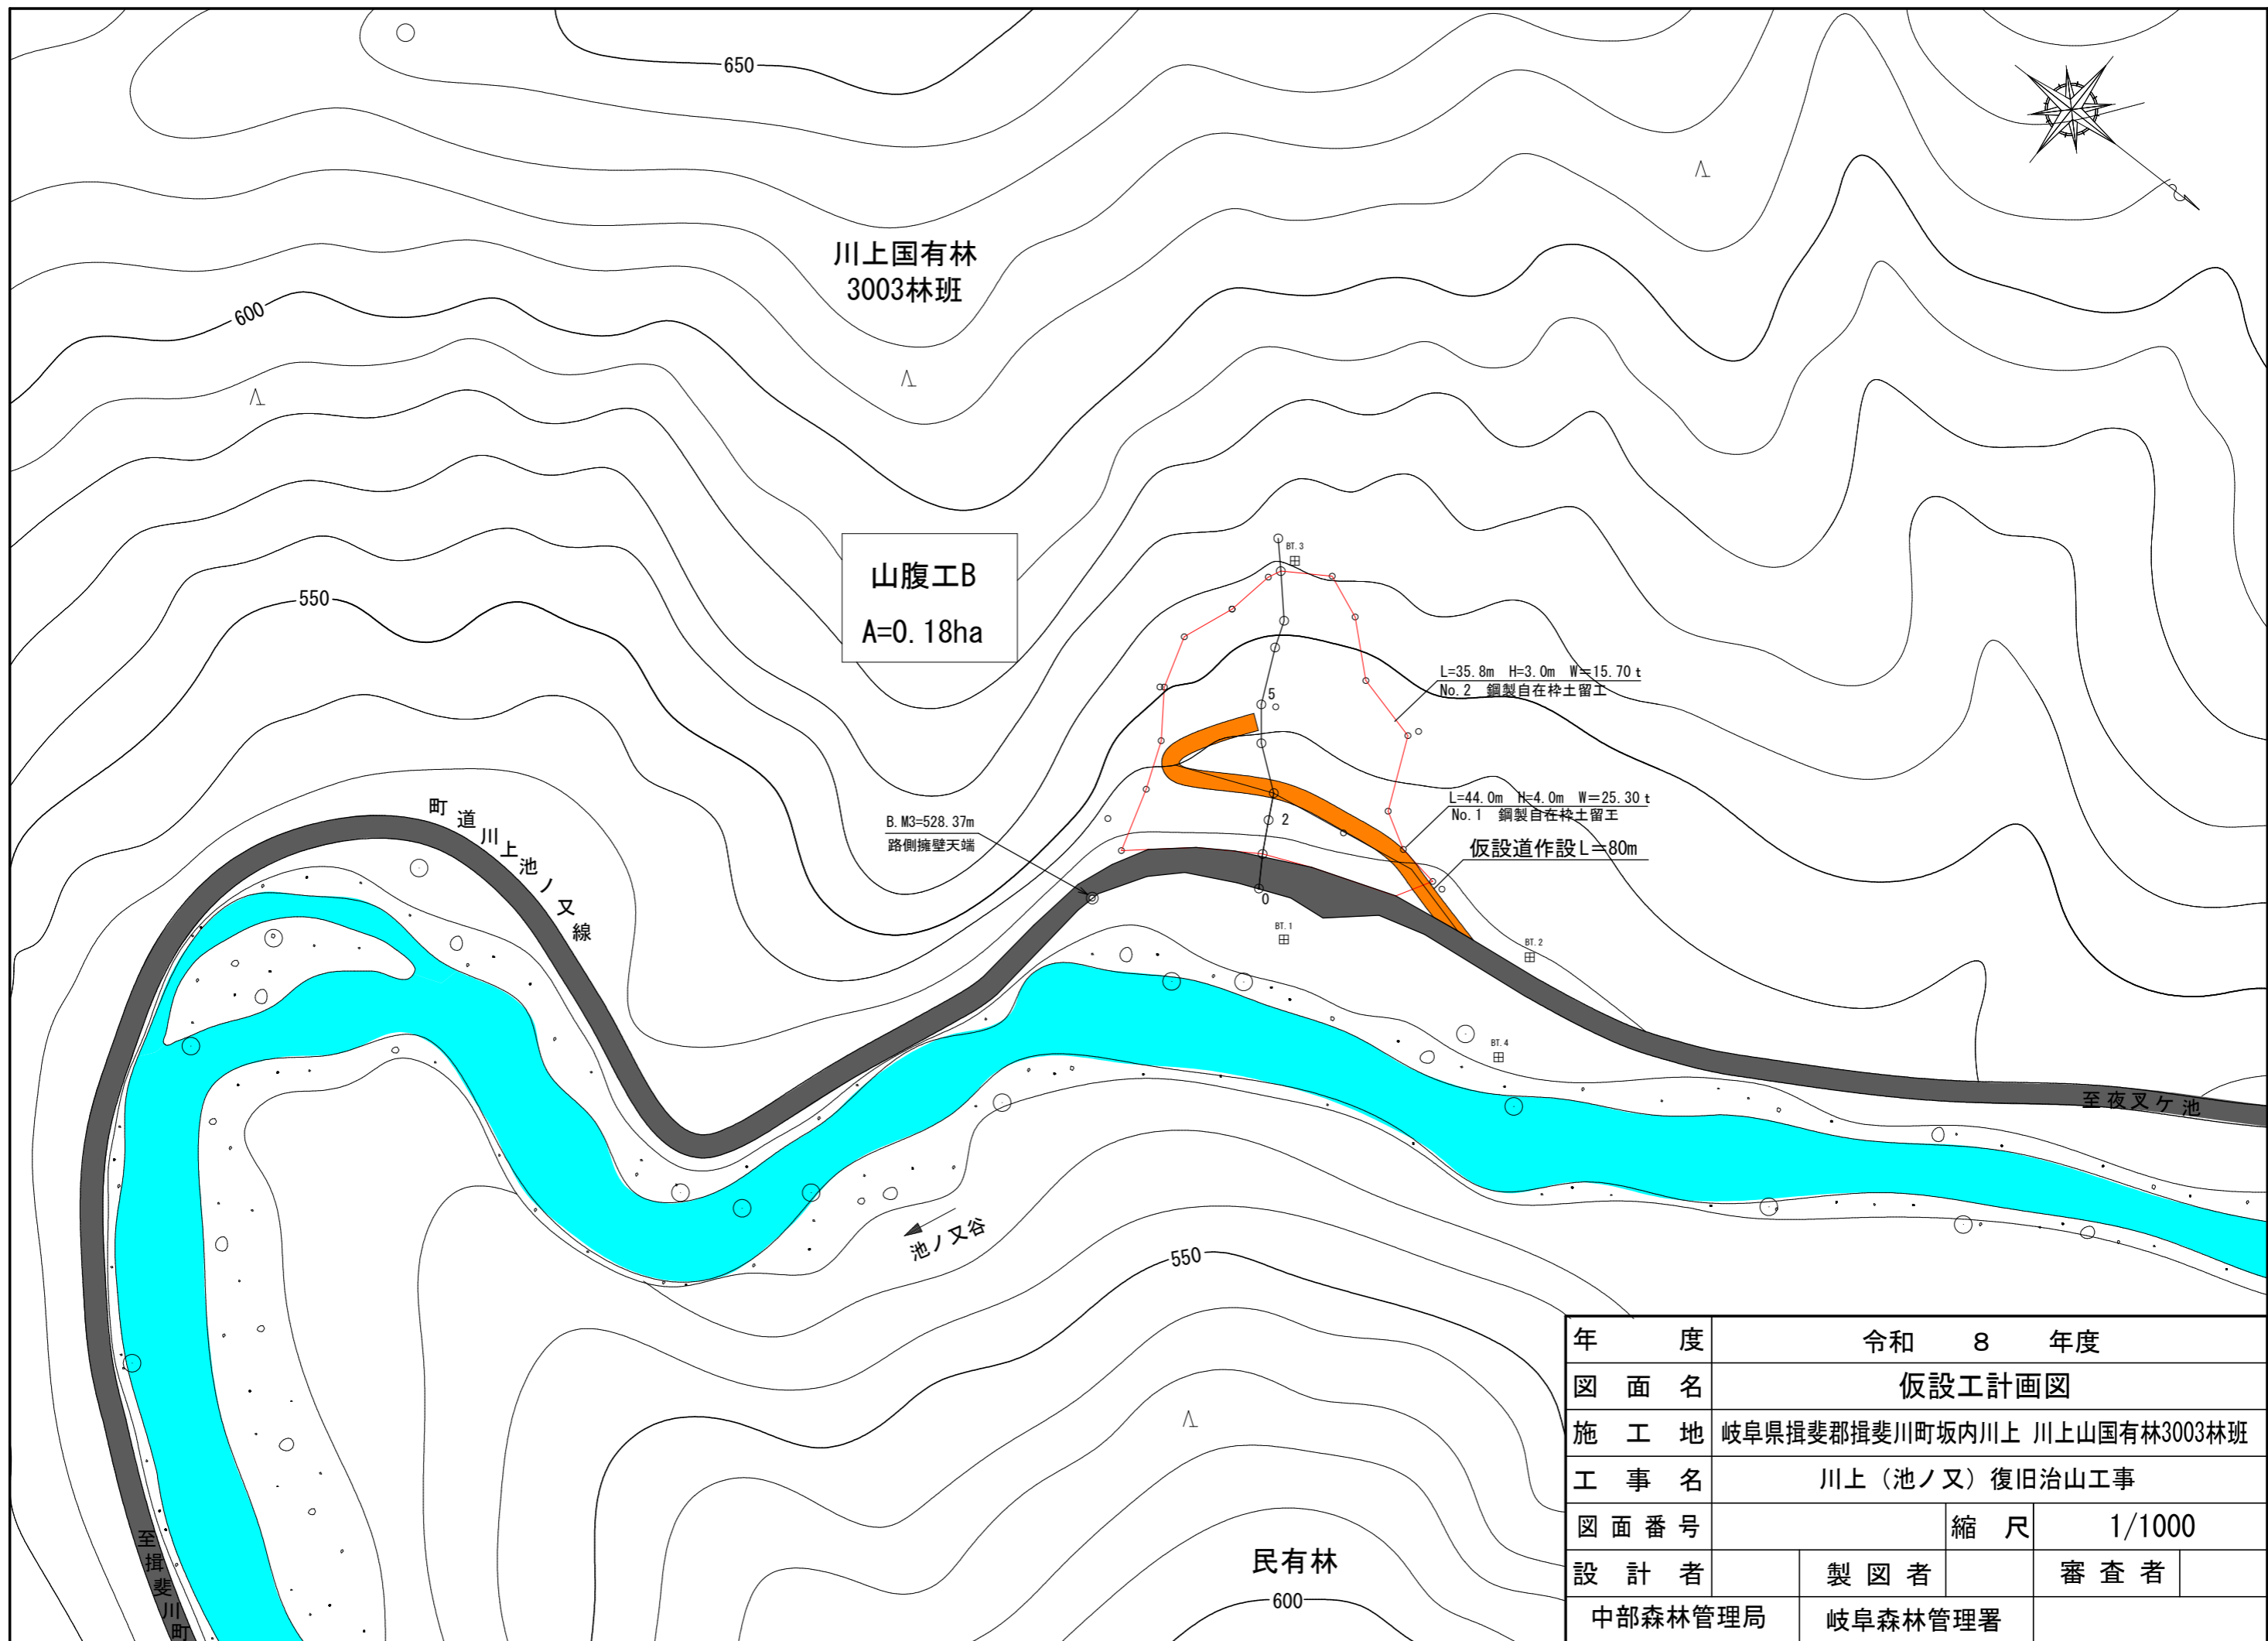 650
川上国有林
3003林班
600
山腹工B
A=0.18ha
550
BT.3
5
L=35.8m H=3.0m W=15.70t
No.2 鋼製自在枠土留工
L=44.0m H=4.0m W=25.30t
No.1 鋼製自在枠土留工
仮設道作設L=80m
2
0
B.M3=528.37m
路側擁壁天端
町道川上池ノ又線
BT.1
BT.2
BT.4
至夜叉ケ池
池ノ又谷
550
民有林
600
至揖斐川町
年度 令和 8 年度
図面名 仮設工計画図
施工地 岐阜県揖斐郡揖斐川町坂内川上 川上山国有林3003林班
工事名 川上（池ノ又）復旧治山工事
図面番号 縮尺 1/1000
設計者 製図者 審査者
中部森林管理局 岐阜森林管理署